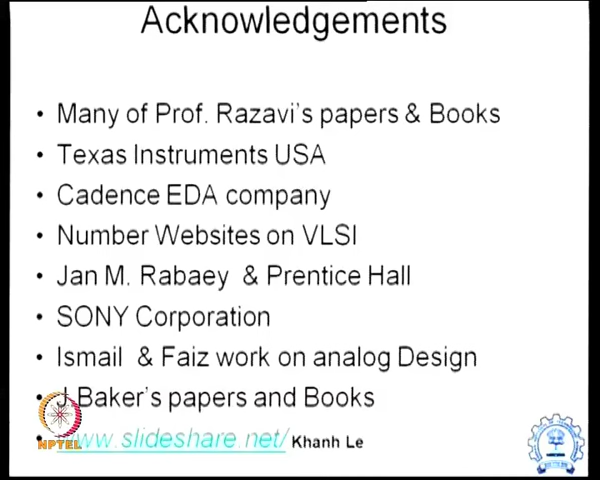 Acknowledgements
• Many of Prof. Razavi's papers & Books
• Texas Instruments USA
• Cadence EDA company
• Number Websites on VLSI
• Jan M. Rabaey & Prentice Hall
• SONY Corporation
• Ismail & Faiz work on analog Design
• J.Baker's papers and Books
• www.slideshare.net/ Khanh Le
NPTEL